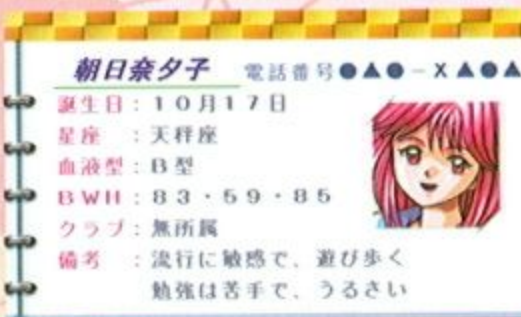 朝日奈夕子 電話番号●▲●－X▲●▲
誕生日：10月17日
星座：天秤座
血液型：B型
BWH：83・59・85
クラブ：無所属
備考：流行に敏感で、遊び歩く
勉強は苦手で、うるさい